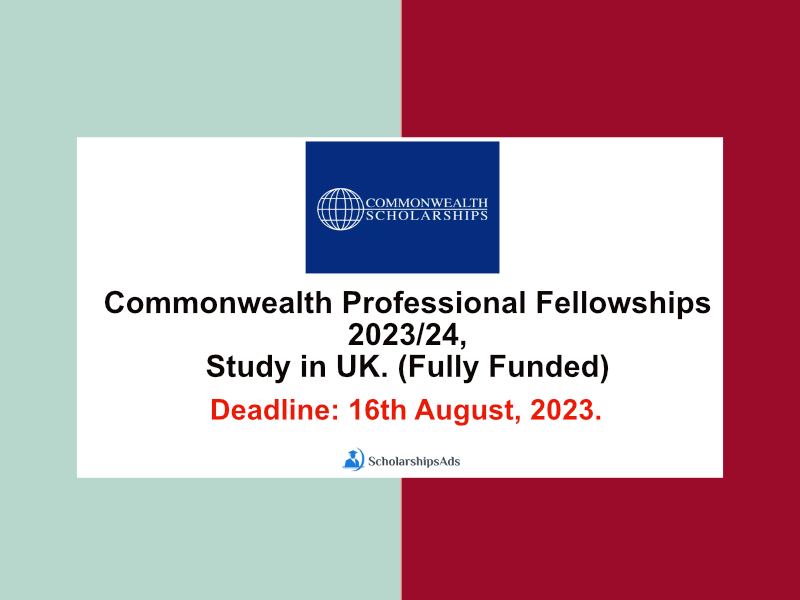 COMMONWEALTH
SCHOLARSHIPS
Commonwealth Professional Fellowships
2023/24,
Study in UK. (Fully Funded)
Deadline: 16th August, 2023.
ScholarshipsAds